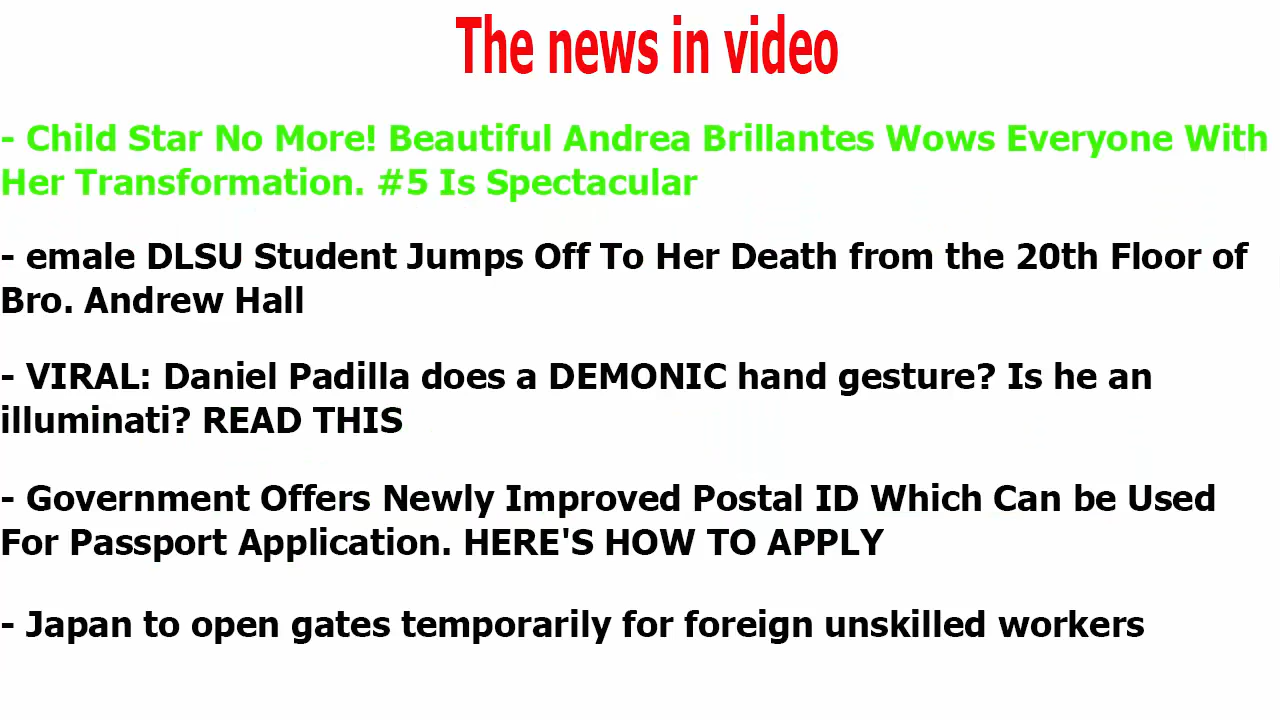 The news in video
- Child Star No More! Beautiful Andrea Brillantes Wows Everyone With
Her Transformation. #5 Is Spectacular
- emale DLSU Student Jumps Off To Her Death from the 20th Floor of
Bro. Andrew Hall
- VIRAL: Daniel Padilla does a DEMONIC hand gesture? Is he an
illuminati? READ THIS
- Government Offers Newly Improved Postal ID Which Can be Used
For Passport Application. HERE'S HOW TO APPLY
- Japan to open gates temporarily for foreign unskilled workers